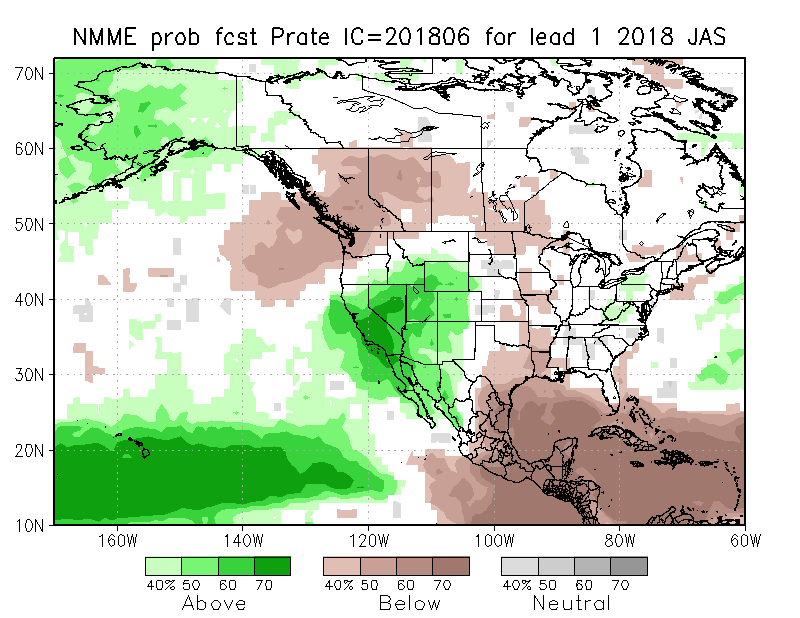 NMME prob fcst Prate IC=201806 for lead 1 2018 JAS
70N
60N
50N
40N
30N
20N
10N
160W 140W 120W 100W 80W 60W
40% 50 60 70 40% 50 60 70 40% 50 60 70
Above Below Neutral